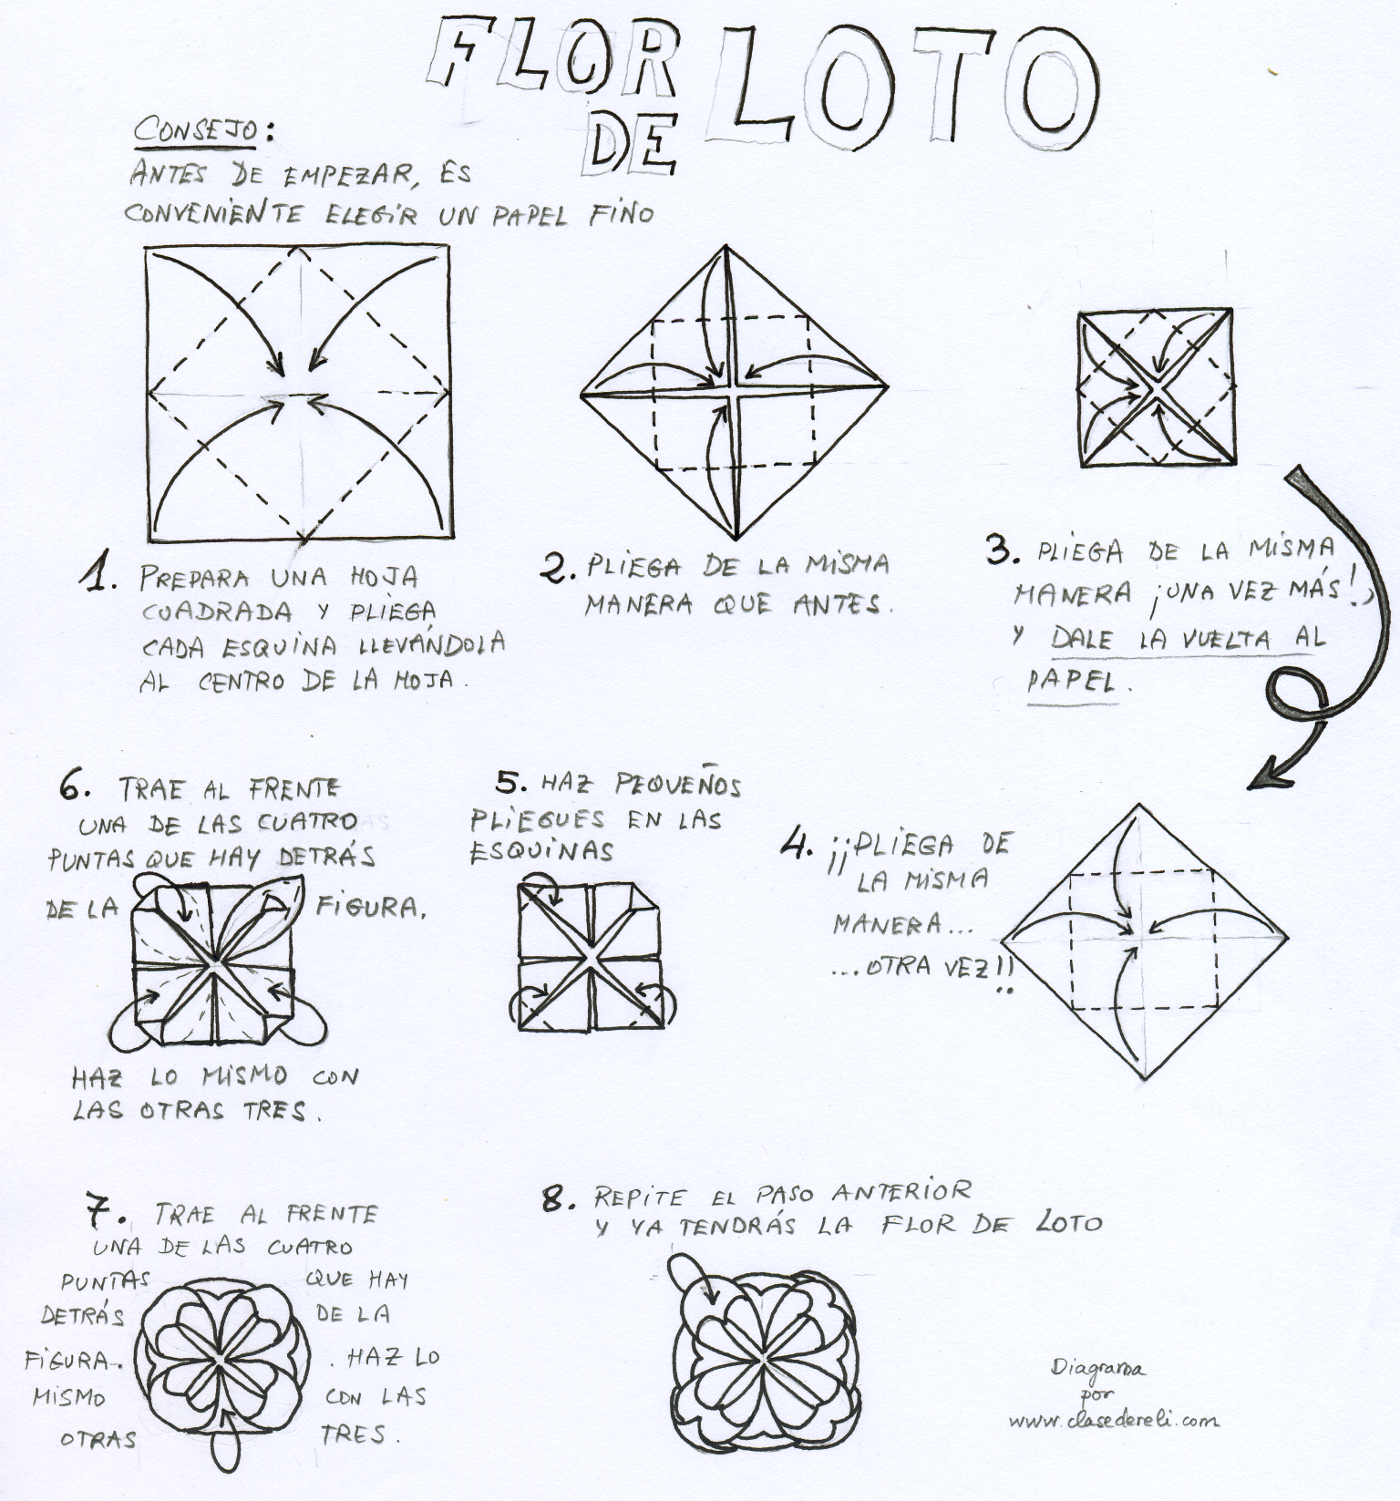 FLOR DE LOTO
CONSEJO:
ANTES DE EMPEZAR, ES
CONVENIENTE ELEGIR UN PAPEL FINO
1. PREPARA UNA HOJA
CUADRADA Y PLIEGA
CADA ESQUINA LLEVÁNDOLA
AL CENTRO DE LA HOJA.
2. PLIEGA DE LA MISMA
MANERA QUE ANTES.
3. PLIEGA DE LA MISMA
MANERA ¡UNA VEZ MÁS!,
Y DALE LA VUELTA AL
PAPEL.
4. ¡¡PLIEGA DE
LA MISMA
MANERA...
...OTRA VEZ!!
5. HAZ PEQUEÑOS
PLIEGUES EN LAS
ESQUINAS
6. TRAE AL FRENTE
UNA DE LAS CUATRO
PUNTAS QUE HAY DETRÁS
DE LA FIGURA.
HAZ LO MISMO CON
LAS OTRAS TRES.
7. TRAE AL FRENTE
UNA DE LAS CUATRO
PUNTAS QUE HAY
DETRÁS DE LA
FIGURA. . HAZ LO
MISMO CON LAS
OTRAS TRES.
8. REPITE EL PASO ANTERIOR
Y YA TENDRÁS LA FLOR DE LOTO
Diagrama
por
www.clasedereli.com